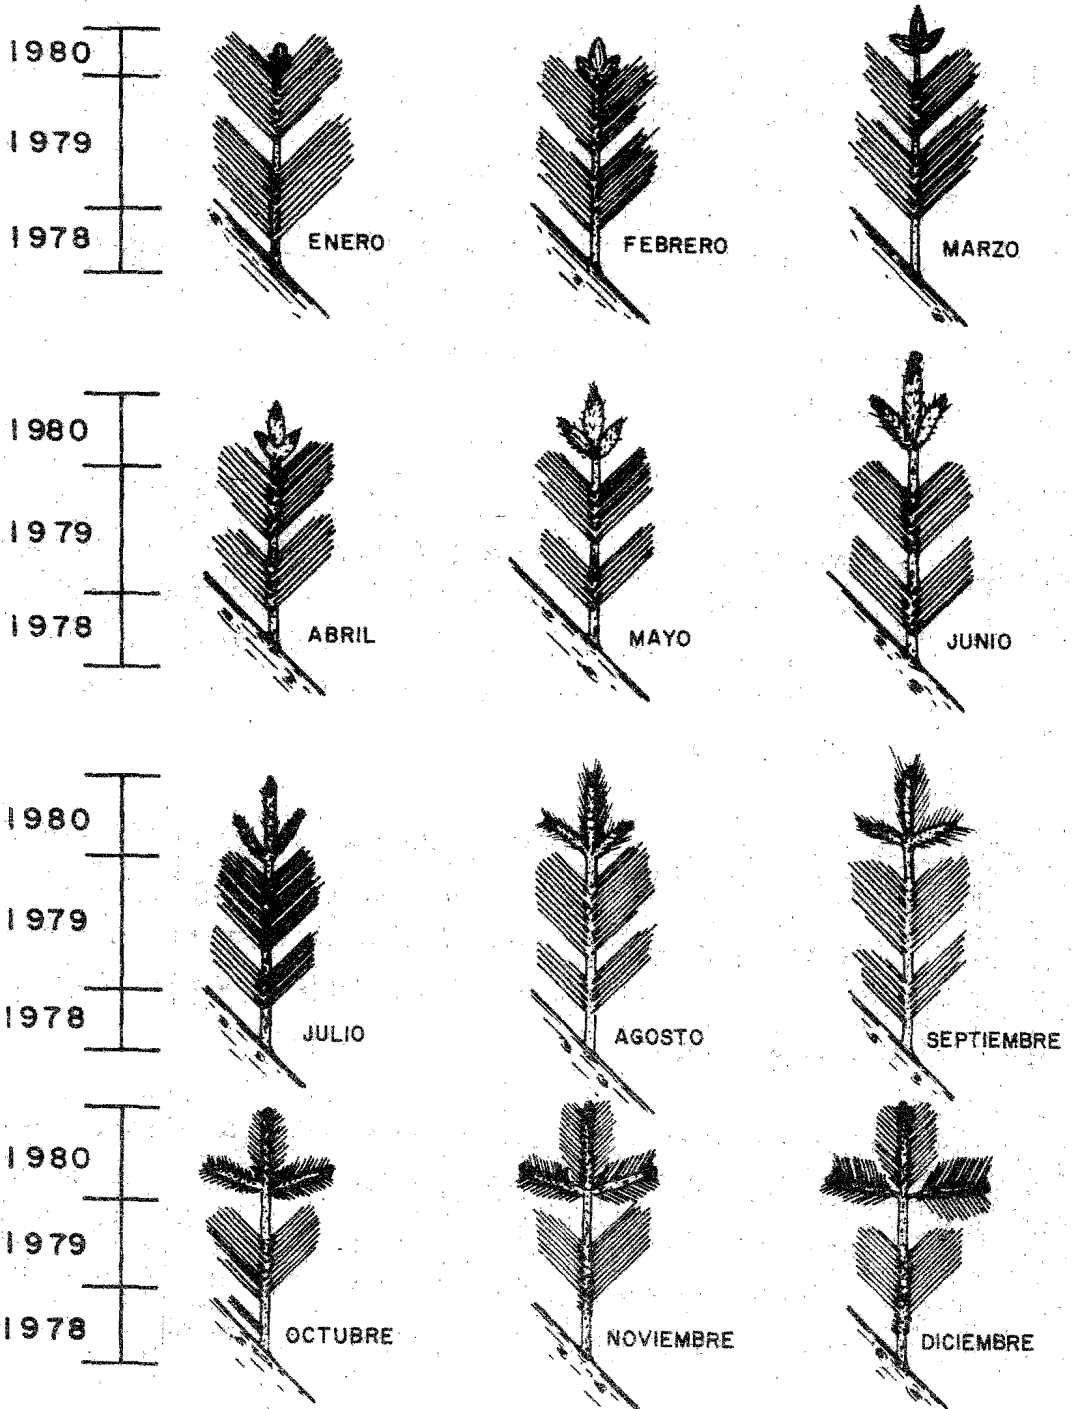 1980
1979
1978
ENERO
FEBRERO
MARZO
1980
1979
1978
ABRIL
MAYO
JUNIO
1980
1979
1978
JULIO
AGOSTO
SEPTIEMBRE
1980
1979
1978
OCTUBRE
NOVIEMBRE
DICIEMBRE